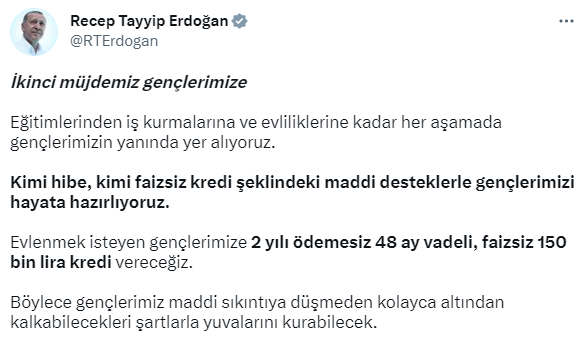 Recep Tayyip Erdoğan
@RTErdogan
İkinci müjdemiz gençlerimize
Eğitimlerinden iş kurmalarına ve evliliklerine kadar her aşamada
gençlerimizin yanında yer alıyoruz.
Kimi hibe, kimi faizsiz kredi şeklindeki maddi desteklerle gençlerimizi
hayata hazırlıyoruz.
Evlenmek isteyen gençlerimize 2 yılı ödemesiz 48 ay vadeli, faizsiz 150
bin lira kredi vereceğiz.
Böylece gençlerimiz maddi sıkıntıya düşmeden kolayca altından
kalkabilecekleri şartlarla yuvalarını kurabilecek.